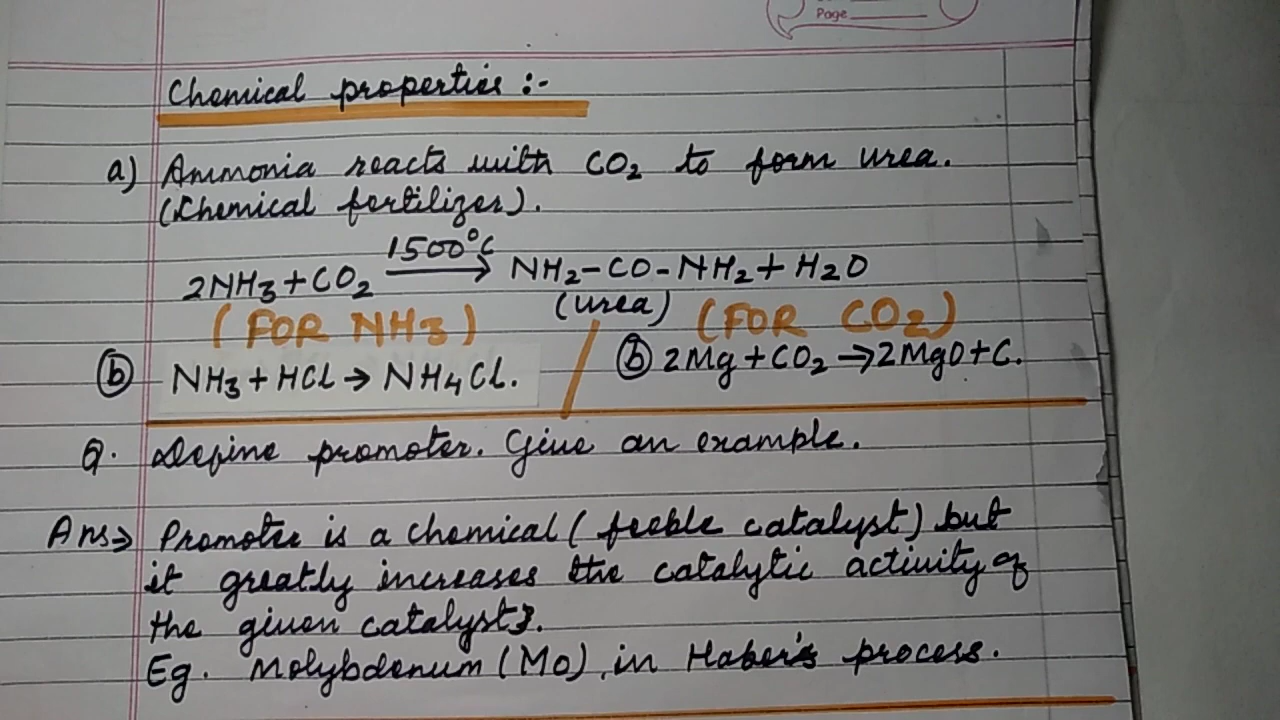 Page
Chemical properties :-
a) Ammonia reacts with CO₂ to form urea.
(Chemical fertilizer).
2NH₃+CO₂ 1500°C → NH₂-CO-NH₂+H₂O
(urea)
(FOR NH₃) / (FOR CO₂)
(b) NH₃+HCl→NH₄Cl. (b) 2Mg+CO₂→2MgO+C.
Q. Define promoter. Give an example.
Ans→ Promoter is a chemical (feeble catalyst) but
it greatly increases the catalytic activity of
the given catalyst.
Eg. Molybdenum (Mo), in Haber's process.